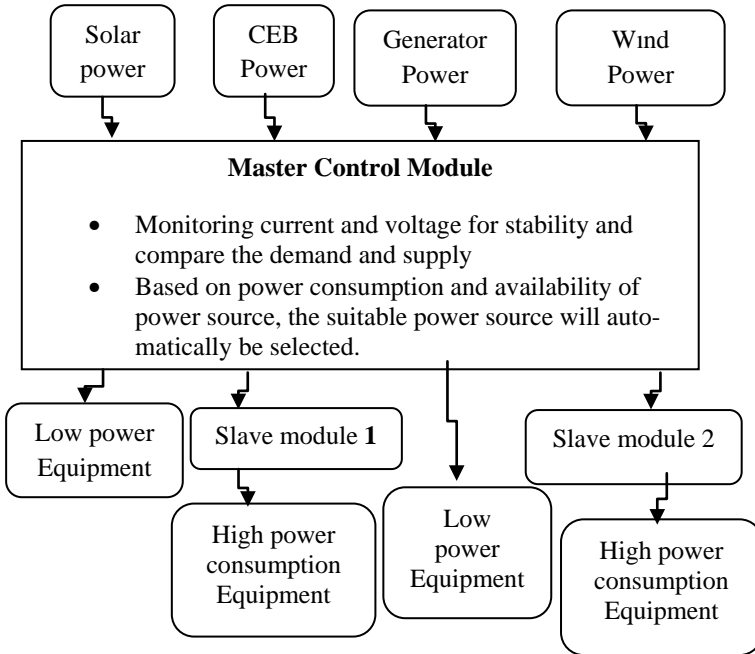 Solar
power
CEB
Power
Generator
Power
Wınd
Power
Master Control Module
• Monitoring current and voltage for stability and
compare the demand and supply
• Based on power consumption and availability of
power source, the suitable power source will auto-
matically be selected.
Low power
Equipment
Slave module 1
Slave module 2
High power
consumption
Equipment
Low
power
Equipment
High power
consumption
Equipment